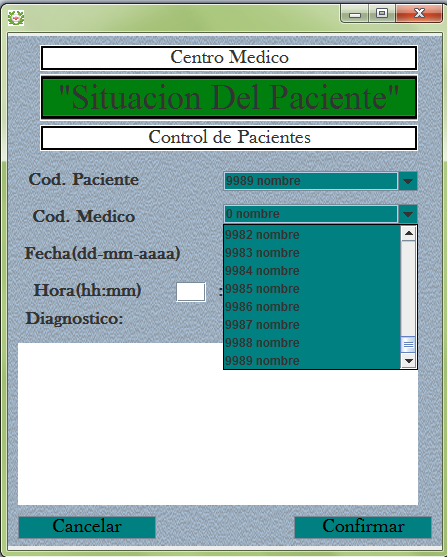 Centro Medico
"Situacion Del Paciente"
Control de Pacientes
Cod. Paciente
9989 nombre
Cod. Medico
0 nombre
9982 nombre
9983 nombre
9984 nombre
9985 nombre
9986 nombre
9987 nombre
9988 nombre
9989 nombre
Fecha(dd-mm-aaaa)
Hora(hh:mm)
:
Diagnostico:
Cancelar
Confirmar